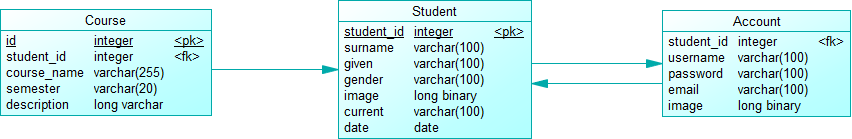 Course
id integer <pk>
student_id integer <fk>
course_name varchar(255)
semester varchar(20)
description long varchar
Student
student_id integer <pk>
surname varchar(100)
given varchar(100)
gender varchar(100)
image long binary
current varchar(100)
date date
Account
student_id integer <fk>
username varchar(100)
password varchar(100)
email varchar(100)
image long binary